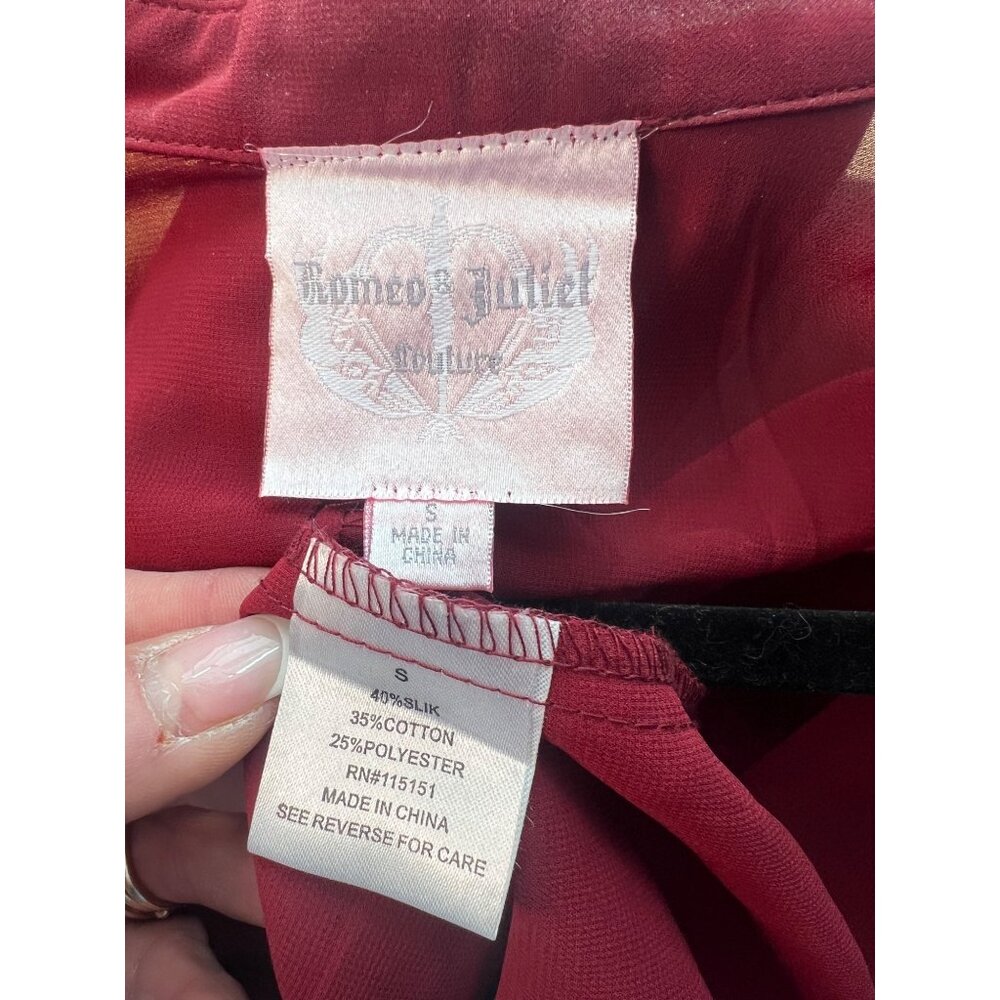 Romeo & Juliet
Couture
S
MADE IN
CHINA
S
40%SLIK
35%COTTON
25%POLYESTER
RN#115151
MADE IN CHINA
SEE REVERSE FOR CARE